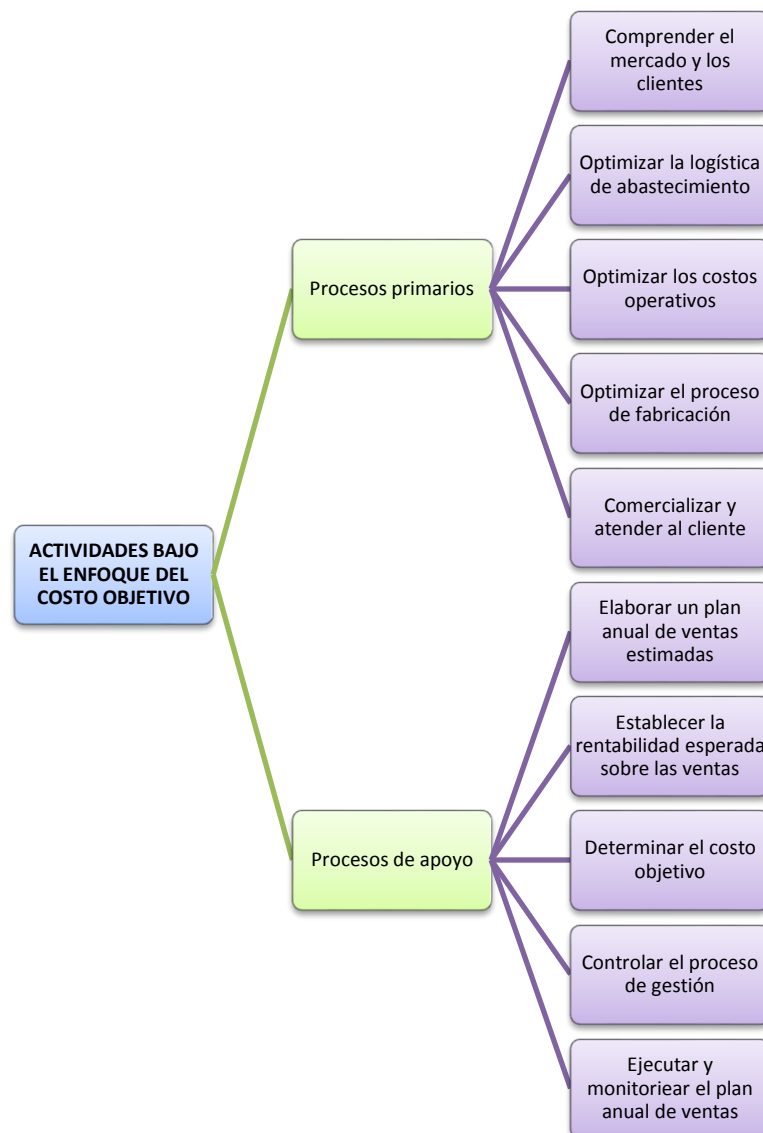 Comprender el
mercado y los
clientes
Optimizar la logística
de abastecimiento
Procesos primarios
Optimizar los costos
operativos
Optimizar el proceso
de fabricación
Comercializar y
atender al cliente
ACTIVIDADES BAJO
EL ENFOQUE DEL
COSTO OBJETIVO
Elaborar un plan
anual de ventas
estimadas
Establecer la
rentabilidad esperada
sobre las ventas
Procesos de apoyo
Determinar el costo
objetivo
Controlar el proceso
de gestión
Ejecutar y
monitoriear el plan
anual de ventas